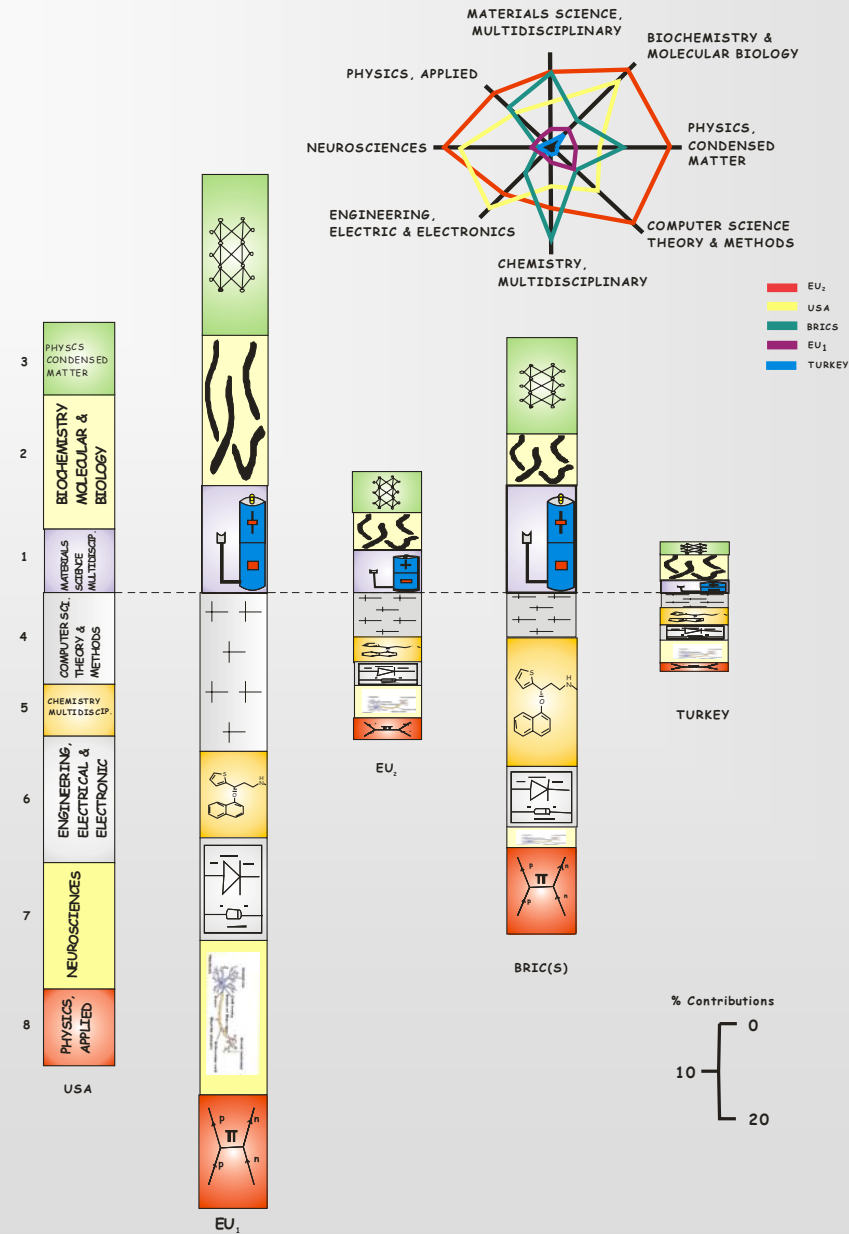 MATERIALS SCIENCE,
MULTIDISCIPLINARY
BIOCHEMISTRY &
MOLECULAR BIOLOGY
PHYSICS, APPLIED
PHYSICS,
CONDENSED
MATTER
NEUROSCIENCES
ENGINEERING,
ELECTRIC & ELECTRONICS
COMPUTER SCIENCE
THEORY & METHODS
CHEMISTRY,
MULTIDISCIPLINARY
EU2
USA
BRICS
EU1
TURKEY
3
PHYSCS
CONDENSED
MATTER
2
BIOCHEMISTRY
MOLECULAR &
BIOLOGY
1
MATERIALS
SCIENCE
MULTIDISCIP.
4
COMPUTER SCI.
THEORY &
METHODS
5
CHEMISTRY
MULTIDISCIP.
6
ENGINEERING,
ELECTRICAL &
ELECTRONIC
7
NEUROSCIENCES
8
PHYSICS,
APPLIED
USA
S
O
H
N
p
n
π
p
n
EU1
EU2
S
O
H
N
p
n
π
p
n
BRIC(S)
TURKEY
% Contributions
0
10
20